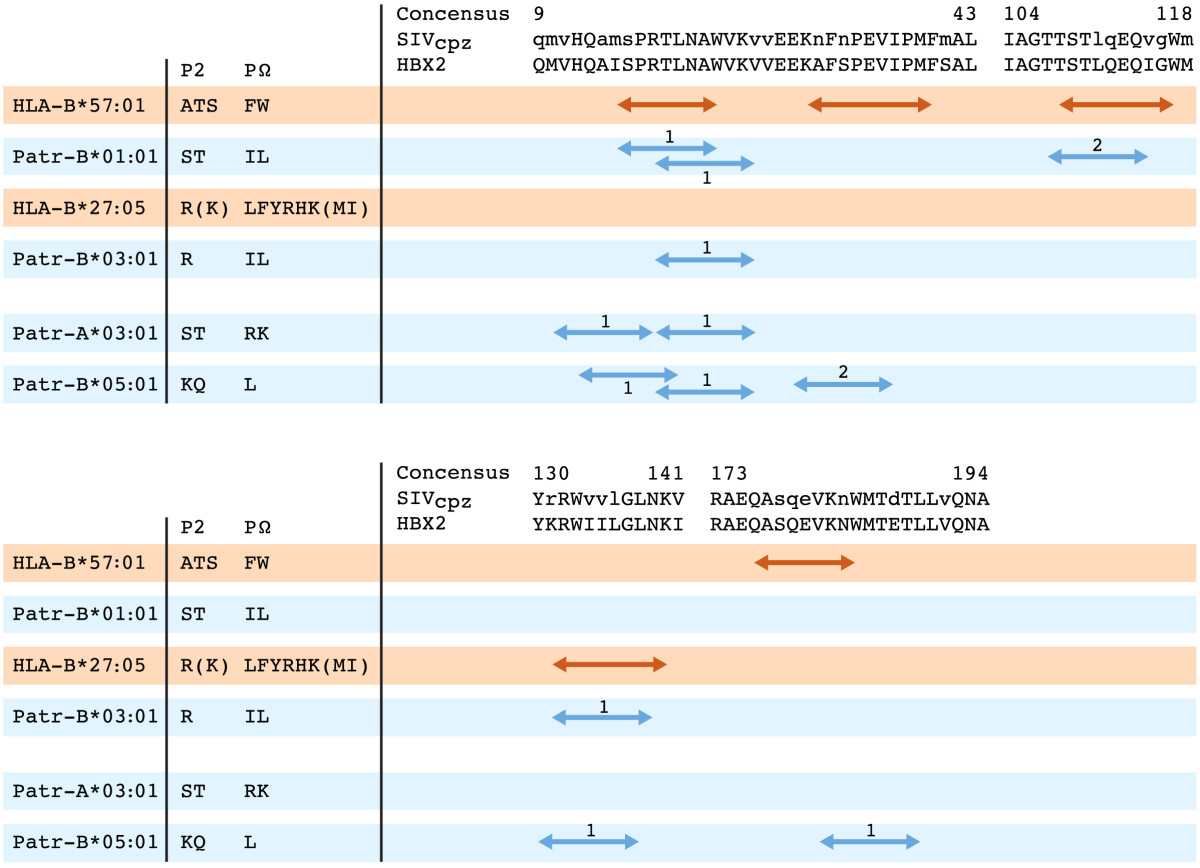 Concensus 9 43 104 118
SIVcpz qmvHQamsPRTLNAWVKvvEEKnFnPEVIPMFmAL IAGTTSTlqEQvgWm
HBX2 QMVHQAISPRTLNAWVKVVEEKAFSPEVIPMFSAL IAGTTSTLQEQIGWM
P2 PΩ
HLA-B*57:01 ATS FW
1
Patr-B*01:01 ST IL 2
1
HLA-B*27:05 R(K) LFYRHK(MI)
Patr-B*03:01 R IL 1
Patr-A*03:01 ST RK 1 1
Patr-B*05:01 KQ L 1 1 2
Concensus 130 141 173 194
SIVcpz YrRWvvlGLNKV RAEQAsqeVKnWMTdTLLvQNA
HBX2 YKRWIILGLNKI RAEQASQEVKNWMTETLLVQNA
P2 PΩ
HLA-B*57:01 ATS FW
Patr-B*01:01 ST IL
HLA-B*27:05 R(K) LFYRHK(MI)
Patr-B*03:01 R IL 1
Patr-A*03:01 ST RK
Patr-B*05:01 KQ L 1 1